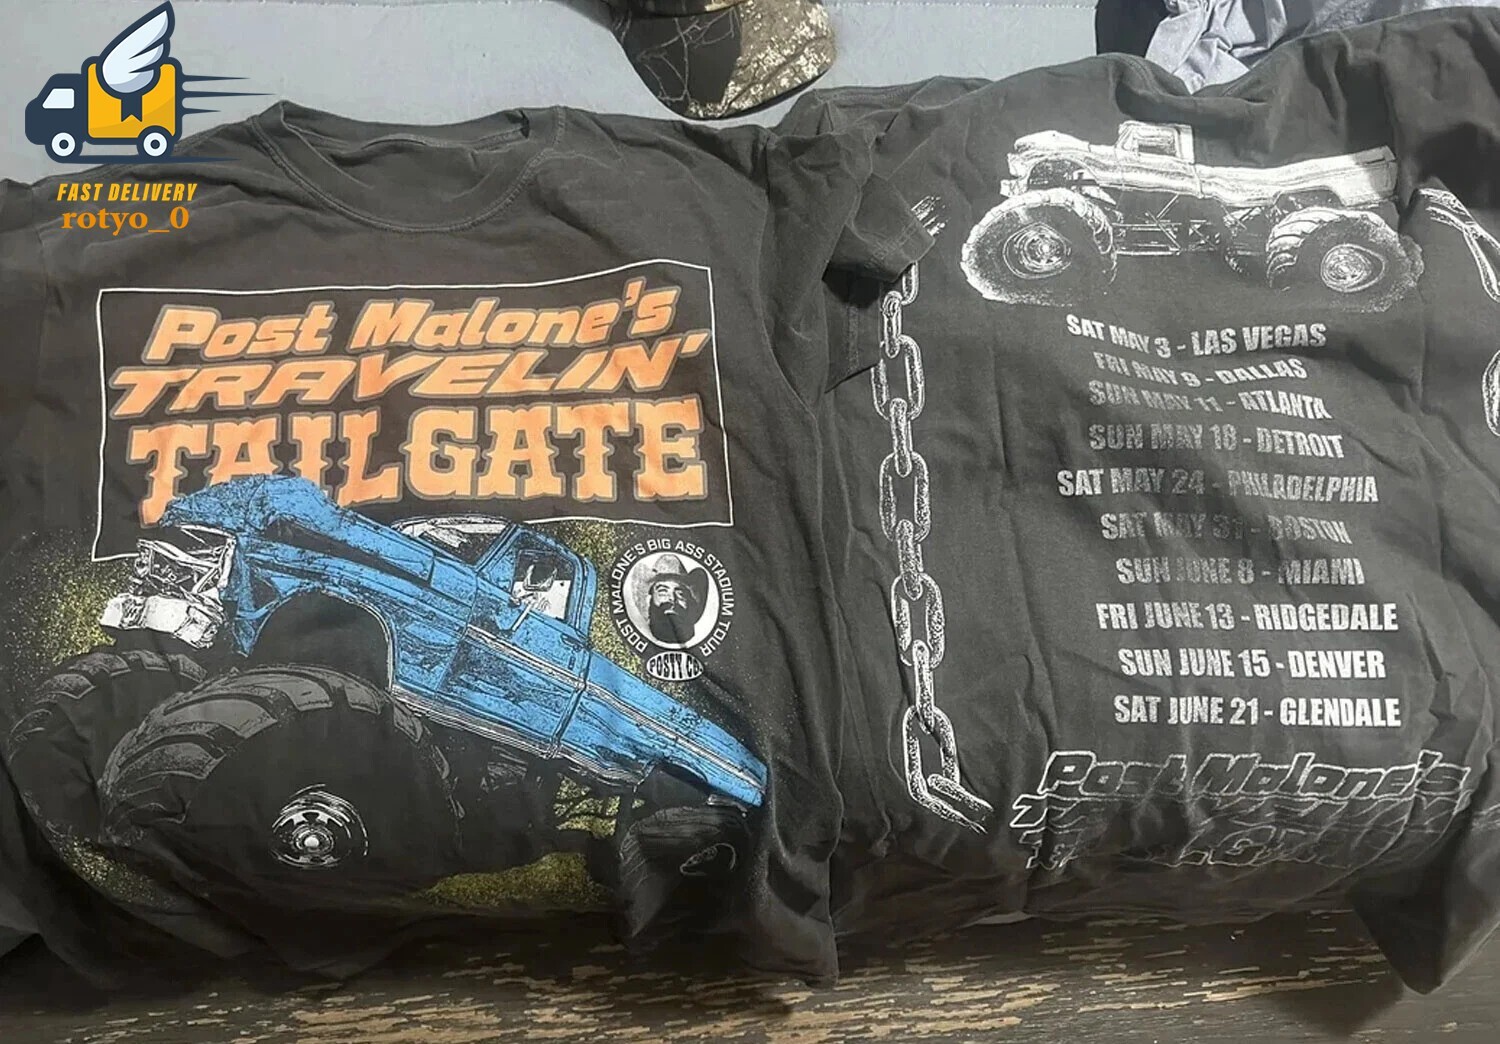 FAST DELIVERY
rotyo_0
Post Malone's
TRAVELIN'
TAILGATE
POST MALONE'S BIG ASS STADIUM TOUR
POSTY CO
SAT MAY 3 - LAS VEGAS
FRI MAY 9 - DALLAS
SUN MAY 11 - ATLANTA
SUN MAY 18 - DETROIT
SAT MAY 24 - PHILADELPHIA
SAT MAY 31 - BOSTON
SUN JUNE 8 - MIAMI
FRI JUNE 13 - RIDGEDALE
SUN JUNE 15 - DENVER
SAT JUNE 21 - GLENDALE
Post Malone's
TRAVELIN'
TAILGATE